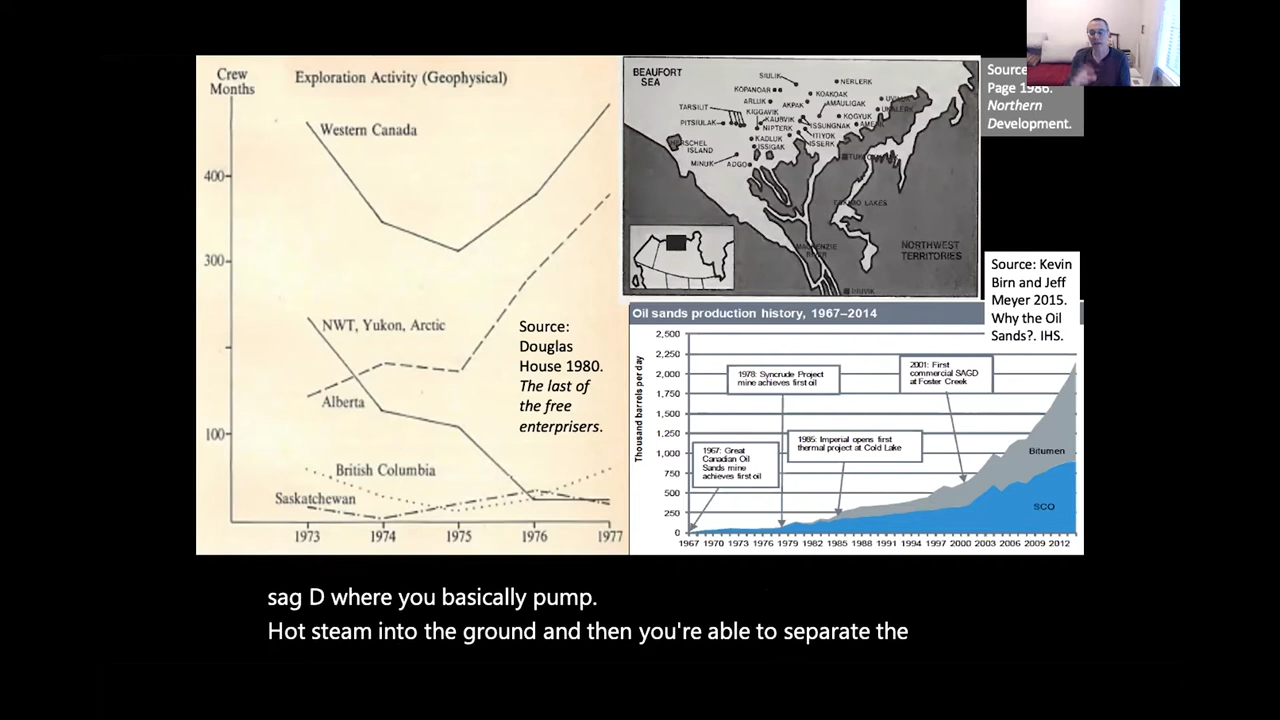 Crew
Months
Exploration Activity (Geophysical)
Western Canada
400
300
NWT, Yukon, Arctic
Alberta
100
British Columbia
Saskatchewan
1973 1974 1975 1976 1977
Source:
Douglas
House 1980.
The last of
the free
enterprisers.
BEAUFORT
SEA
SIULIK
NERLERK
KOPANOAR
KOAKOAK
ARLUK
AKPAK
AMAULIGAK
UKALERK
TARSIUT
KIGGAVIK
KAUBVIK
KOGYUK
PITSIULAK
NIPTERK
ISSUNGNAK
KADLUK
ITIYOK
ISSERK
ISSIGAK
ISLAND
MINUK
ADGO
LAKES
NORTHWEST
TERRITORIES
Source
Page 1986.
Northern
Development.
Source: Kevin
Birn and Jeff
Meyer 2015.
Why the Oil
Sands?. IHS.
Oil sands production history, 1967–2014
Thousand barrels per day
2,500
2,250
2,000
1,750
1,500
1,250
1,000
750
500
250
0
1967: Great
Canadian Oil
Sands mine
achieves first oil
1978: Syncrude Project
mine achieves first oil
1985: Imperial opens first
thermal project at Cold Lake
2001: First
commercial SAGD
at Foster Creek
Bitumen
SCO
1967 1970 1973 1976 1979 1982 1985 1988 1991 1994 1997 2000 2003 2006 2009 2012
sag D where you basically pump.
Hot steam into the ground and then you're able to separate the